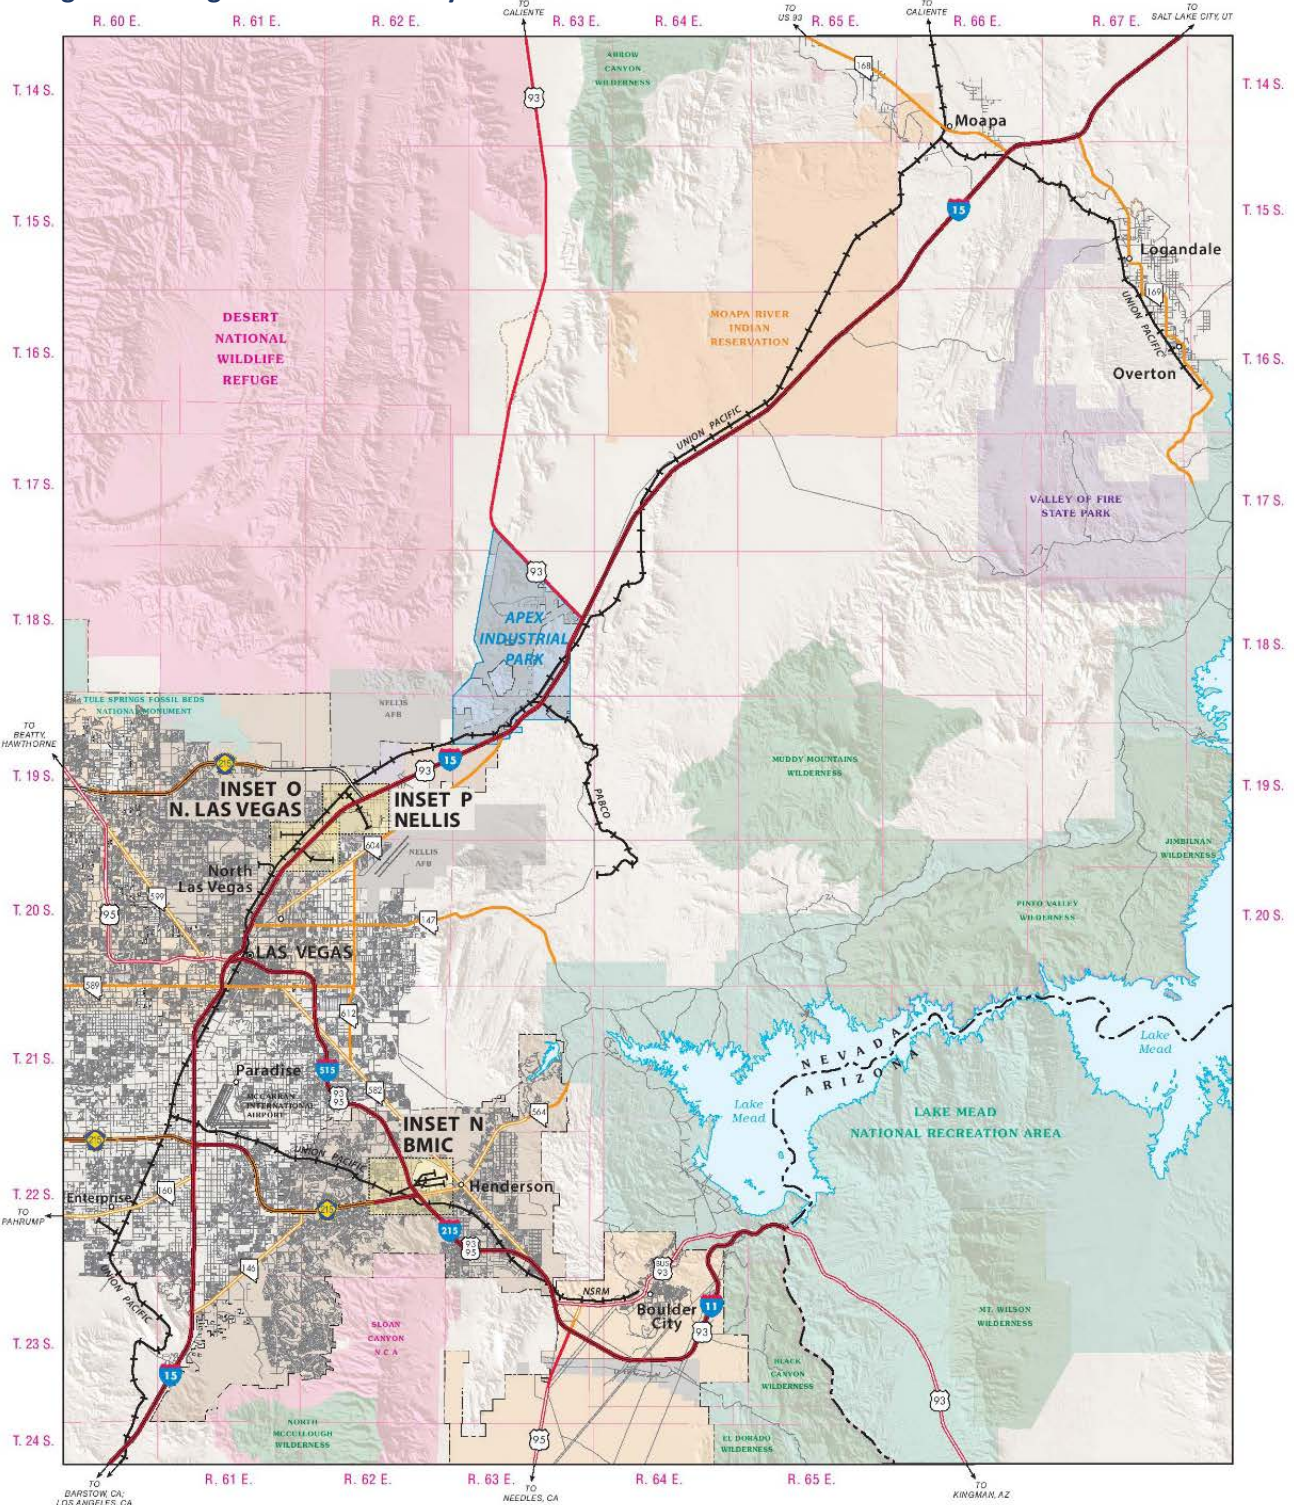 R. 60 E.
R. 61 E.
R. 62 E.
TO
CALIENTE
R. 63 E.
R. 64 E.
TO
US 93
R. 65 E.
TO
CALIENTE
R. 66 E.
R. 67 E.
TO
SALT LAKE CITY, UT
T. 14 S.
T. 14 S.
ARROW
CANYON
WILDERNESS
168
93
Moapa
T. 15 S.
T. 15 S.
15
Logandale
169
UNION PACIFIC
Overton
DESERT
NATIONAL
WILDLIFE
REFUGE
MOAPA RIVER
INDIAN
RESERVATION
T. 16 S.
T. 16 S.
UNION PACIFIC
T. 17 S.
T. 17 S.
VALLEY OF FIRE
STATE PARK
93
T. 18 S.
T. 18 S.
APEX
INDUSTRIAL
PARK
TULE SPRINGS FOSSIL BEDS
NATIONAL MONUMENT
NELLIS
AFB
TO
BEATTY,
HAWTHORNE
T. 19 S.
T. 19 S.
215
93
15
MUDDY MOUNTAINS
WILDERNESS
INSET O
N. LAS VEGAS
INSET P
NELLIS
PABCO
604
NELLIS
AFB
JIMBILNAN
WILDERNESS
North
Las Vegas
599
T. 20 S.
T. 20 S.
95
147
PINTO VALLEY
WILDERNESS
LAS VEGAS
589
612
T. 21 S.
T. 21 S.
NEVADA
ARIZONA
Lake
Mead
Paradise
515
93
95
582
MCCARRAN
INTERNATIONAL
AIRPORT
564
Lake
Mead
LAKE MEAD
NATIONAL RECREATION AREA
INSET N
BMIC
215
UNION PACIFIC
Henderson
T. 22 S.
Enterprise
160
TO
PAHRUMP
215
215
93
95
146
BUS
93
UNION PACIFIC
NSRM
Boulder
City
11
93
T. 23 S.
SLOAN
CANYON
N C A
MT. WILSON
WILDERNESS
15
BLACK
CANYON
WILDERNESS
93
NORTH
MCCULLOUGH
WILDERNESS
95
EL DORADO
WILDERNESS
T. 24 S.
TO
BARSTOW, CA;
LOS ANGELES, CA
R. 61 E.
R. 62 E.
R. 63 E.
TO
NEEDLES, CA
R. 64 E.
R. 65 E.
TO
KINGMAN, AZ